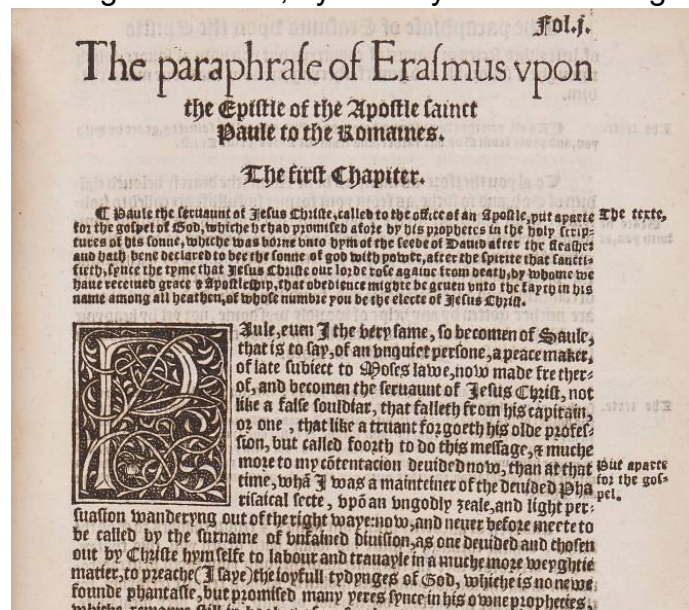 Fol.j.
The paraphraſe of Eraſmus vpon
the Epiſtle of the Apoſtle ſainct
Paule to the Romaines.
The firſt Chapiter.
¶ Paule the ſeruaunt of Jeſus Chriſte, called to the office of an Apoſtle, put aparte The texte,
for the goſpel of God, whiche he had promiſed afore by his prophetes in the holy ſcrip-
tures of his ſonne, whiche was borne vnto hym of the ſeede of Dauid after the fleaſhe:
and hath bene declared to bee the ſonne of god with power, after the ſpirite that ſancti-
fieth, ſynce the tyme that Jeſus Chriſte our lorde roſe againe from death, by whome we
haue receiued grace & Apoſtleſhip, that obedience mighte be geuen vnto the fayth in his
name among all heathen, of whoſe numbre you be the electe of Jeſus Chriſt.
PAule, euen I the very ſame, ſo becomen of Saule,
that is to ſay, of an vnquiet perſone, a peace maker,
of late ſubiect to Moſes lawe, now made fre ther-
of, and becomen the ſeruaunt of Jeſus Chriſt, not
like a falſe ſouldiar, that falleth from his capitain,
or one , that like a truant forgoeth his olde profeſ-
ſion, but called foorth to do this meſſage, & muche
more to my cõtentacion deuided now, than at that
time, whã I was a mainteiner of the deuided Pha
riſaical ſecte, vpõ an vngodly zeale, and light per-
Put aparte
for the goſ-
pel.
ſuaſion wanderyng out of the right waye: now, and neuer before meete to
be called by the ſurname of vnfained diuiſion, as one deuided and choſen
out by Chriſte hymſelfe to labour and trauayle in a muche more weyghtie
matier, to preache (I ſaye) the ioyfull tydynges of God, whiche is no newe
founde phantaſie, but promiſed many yeres ſynce in his owne prophecies,